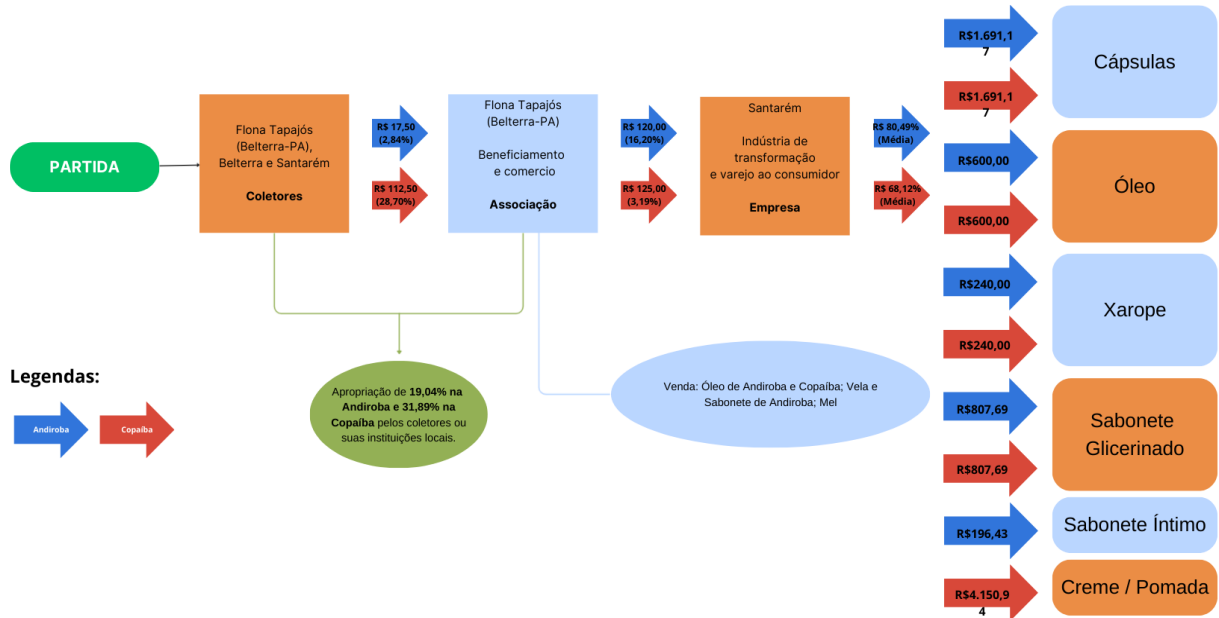 PARTIDA
Flona Tapajós
(Belterra-PA),
Belterra e Santarém
Coletores
R$ 17,50
(2,84%)
R$ 112,50
(28,70%)
Flona Tapajós
(Belterra-PA)
Beneficiamento
e comercio
Associação
R$ 120,00
(16,20%)
R$ 125,00
(3,19%)
Santarém
Indústria de
transformação
e varejo ao consumidor
Empresa
R$ 80,49%
(Média)
R$ 68,12%
(Média)
R$1.691,1
7
R$1.691,1
7
Cápsulas
R$600,00
R$600,00
Óleo
R$240,00
R$240,00
Xarope
R$807,69
R$807,69
Sabonete
Glicerinado
R$196,43
Sabonete Íntimo
R$4.150,9
4
Creme / Pomada
Apropriação de 19,04% na
Andiroba e 31,89% na
Copaíba pelos coletores ou
suas instituições locais.
Venda: Óleo de Andiroba e Copaíba; Vela e
Sabonete de Andiroba; Mel
Legendas:
Andiroba
Copaíba